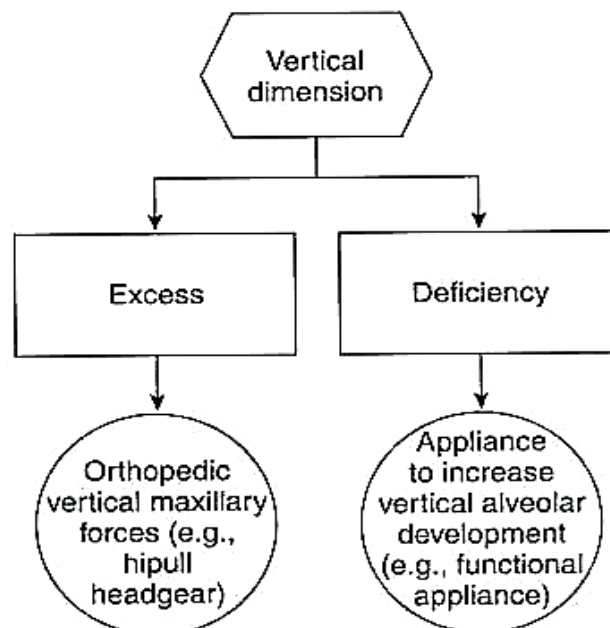 Vertical
dimension
Excess
Deficiency
Orthopedic
vertical maxillary
forces (e.g.,
hipull
headgear)
Appliance
to increase
vertical alveolar
development
(e.g., functional
appliance)